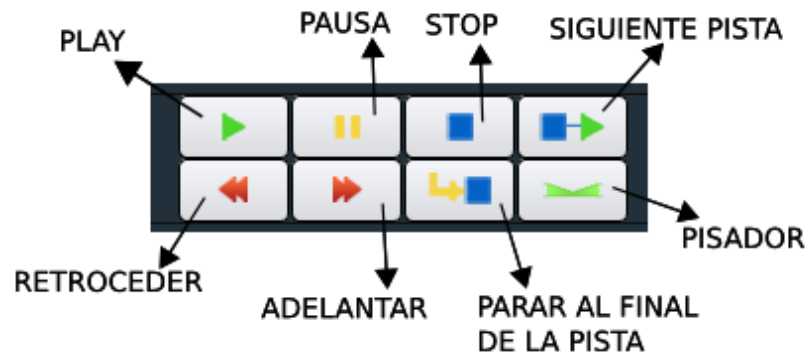 PLAY
PAUSA
STOP
SIGUIENTE PISTA
RETROCEDER
ADELANTAR
PARAR AL FINAL
DE LA PISTA
PISADOR